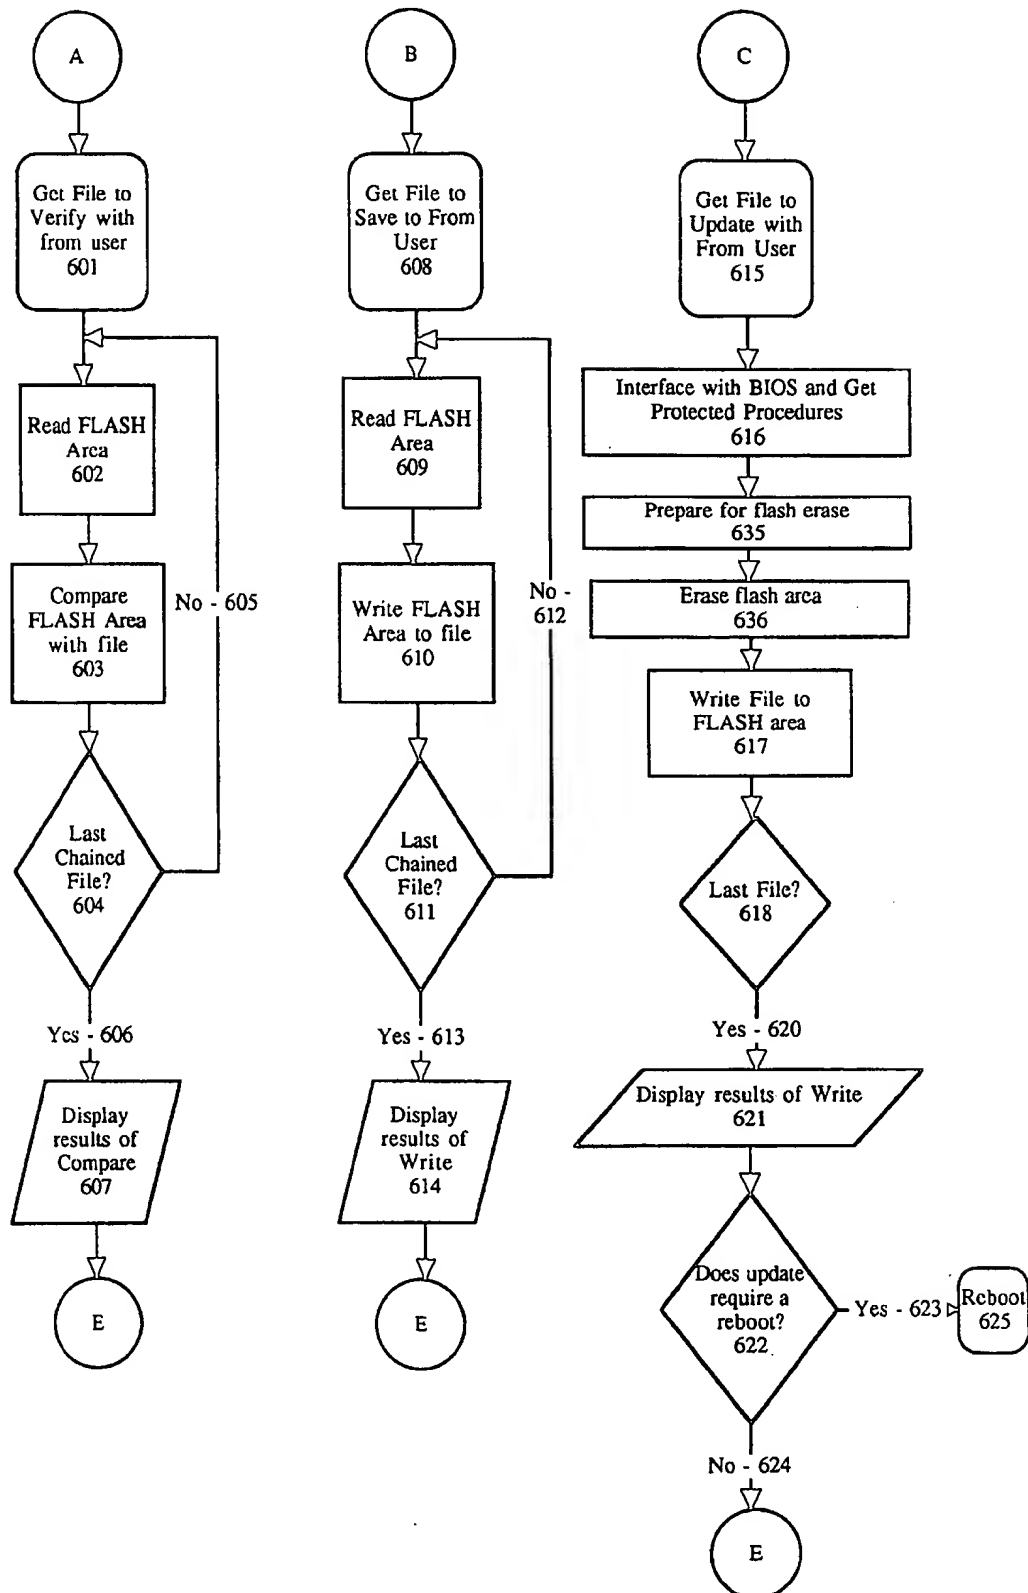 A
Get File to
Verify with
from user
601
Read FLASH
Area
602
Compare
FLASH Area
with file
603
No - 605
Last
Chained
File?
604
Yes - 606
Display
results of
Compare
607
E
B
Get File to
Save to From
User
608
Read FLASH
Area
609
Write FLASH
Area to file
610
No -
612
Last
Chained
File?
611
Yes - 613
Display
results of
Write
614
E
C
Get File to
Update with
From User
615
Interface with BIOS and Get
Protected Procedures
616
Prepare for flash erase
635
Erase flash area
636
Write File to
FLASH area
617
Last File?
618
Yes - 620
Display results of Write
621
Does update
require a
reboot?
622
Yes - 623
Reboot
625
No - 624
E